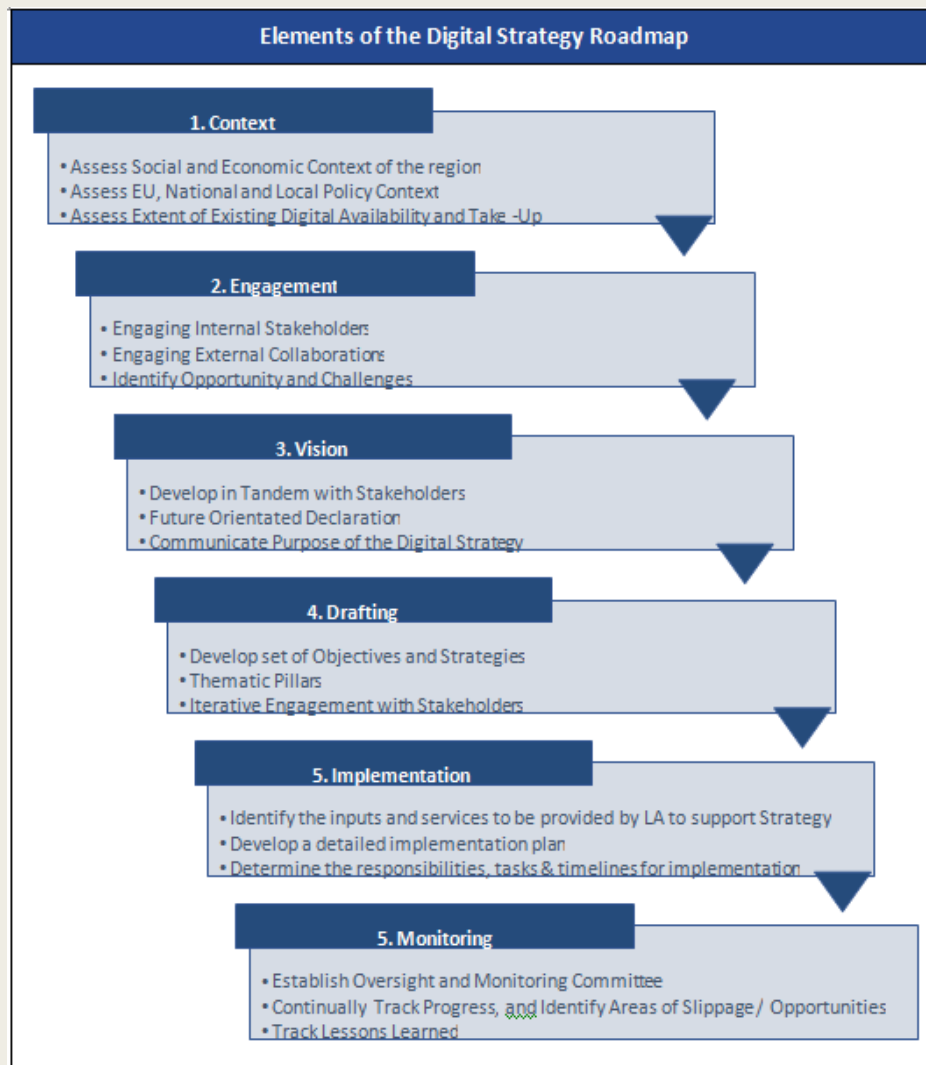 Elements of the Digital Strategy Roadmap
1. Context
• Assess Social and Economic Context of the region
• Assess EU, National and Local Policy Context
• Assess Extent of Existing Digital Availability and Take -Up
2. Engagement
• Engaging Internal Stakeholders
• Engaging External Collaborations
• Identify Opportunity and Challenges
3. Vision
• Develop in Tandem with Stakeholders
• Future Orientated Declaration
• Communicate Purpose of the Digital Strategy
4. Drafting
• Develop set of Objectives and Strategies
• Thematic Pillars
• Iterative Engagement with Stakeholders
5. Implementation
• Identify the inputs and services to be provided by LA to support Strategy
• Develop a detailed implementation plan
• Determine the responsibilities, tasks & timelines for implementation
5. Monitoring
• Establish Oversight and Monitoring Committee
• Continually Track Progress, and Identify Areas of Slippage/ Opportunities
• Track Lessons Learned